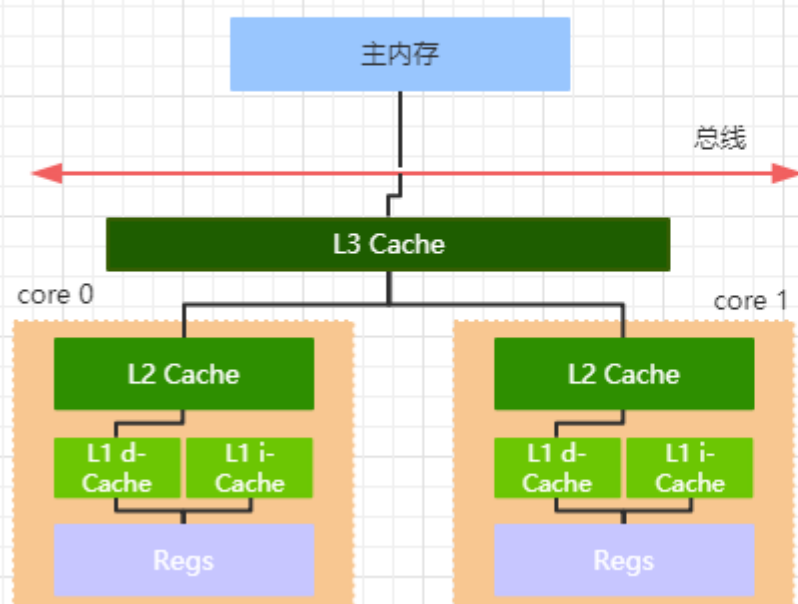 主内存
总线
L3 Cache
core 0
core 1
L2 Cache
L2 Cache
L1 d-
Cache
L1 i-
Cache
L1 d-
Cache
L1 i-
Cache
Regs
Regs